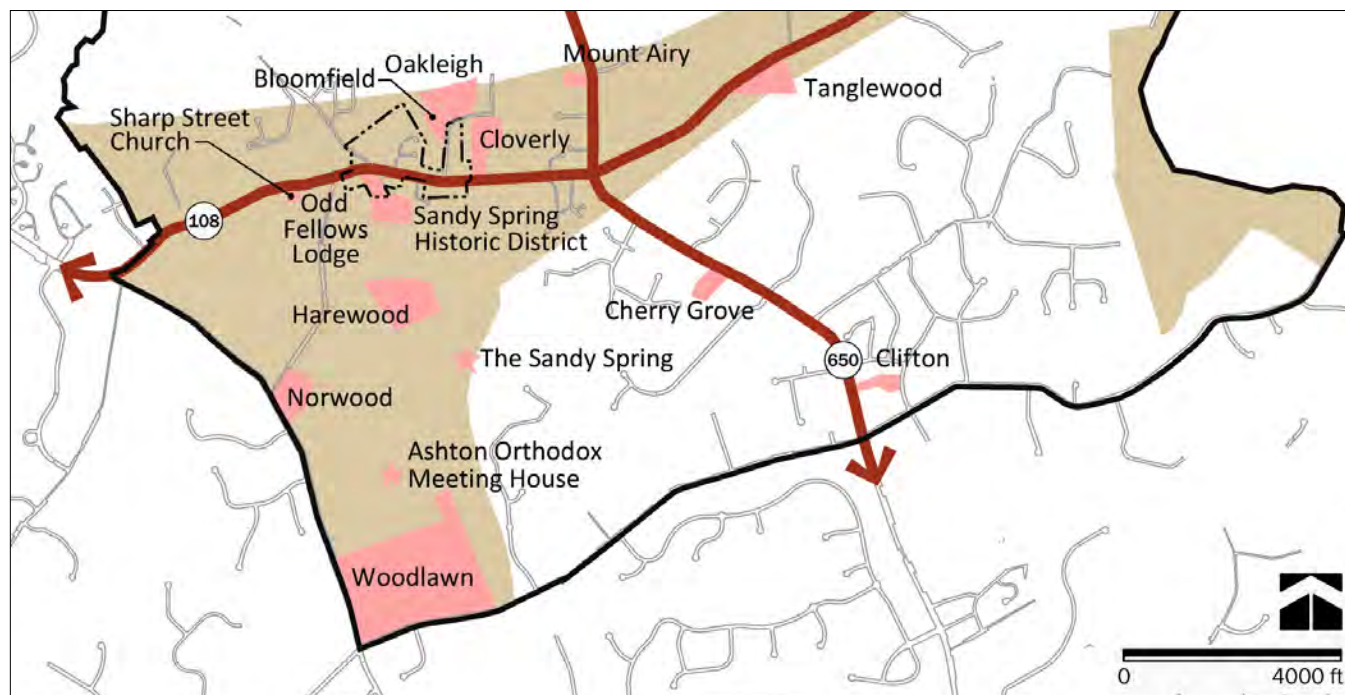 Mount Airy
Oakleigh
Bloomfield
Tanglewood
Sharp Street
Church
Cloverly
108
Odd
Fellows
Lodge
Sandy Spring
Historic District
Harewood
Cherry Grove
The Sandy Spring
650
Clifton
Norwood
Ashton Orthodox
Meeting House
Woodlawn
0
4000 ft